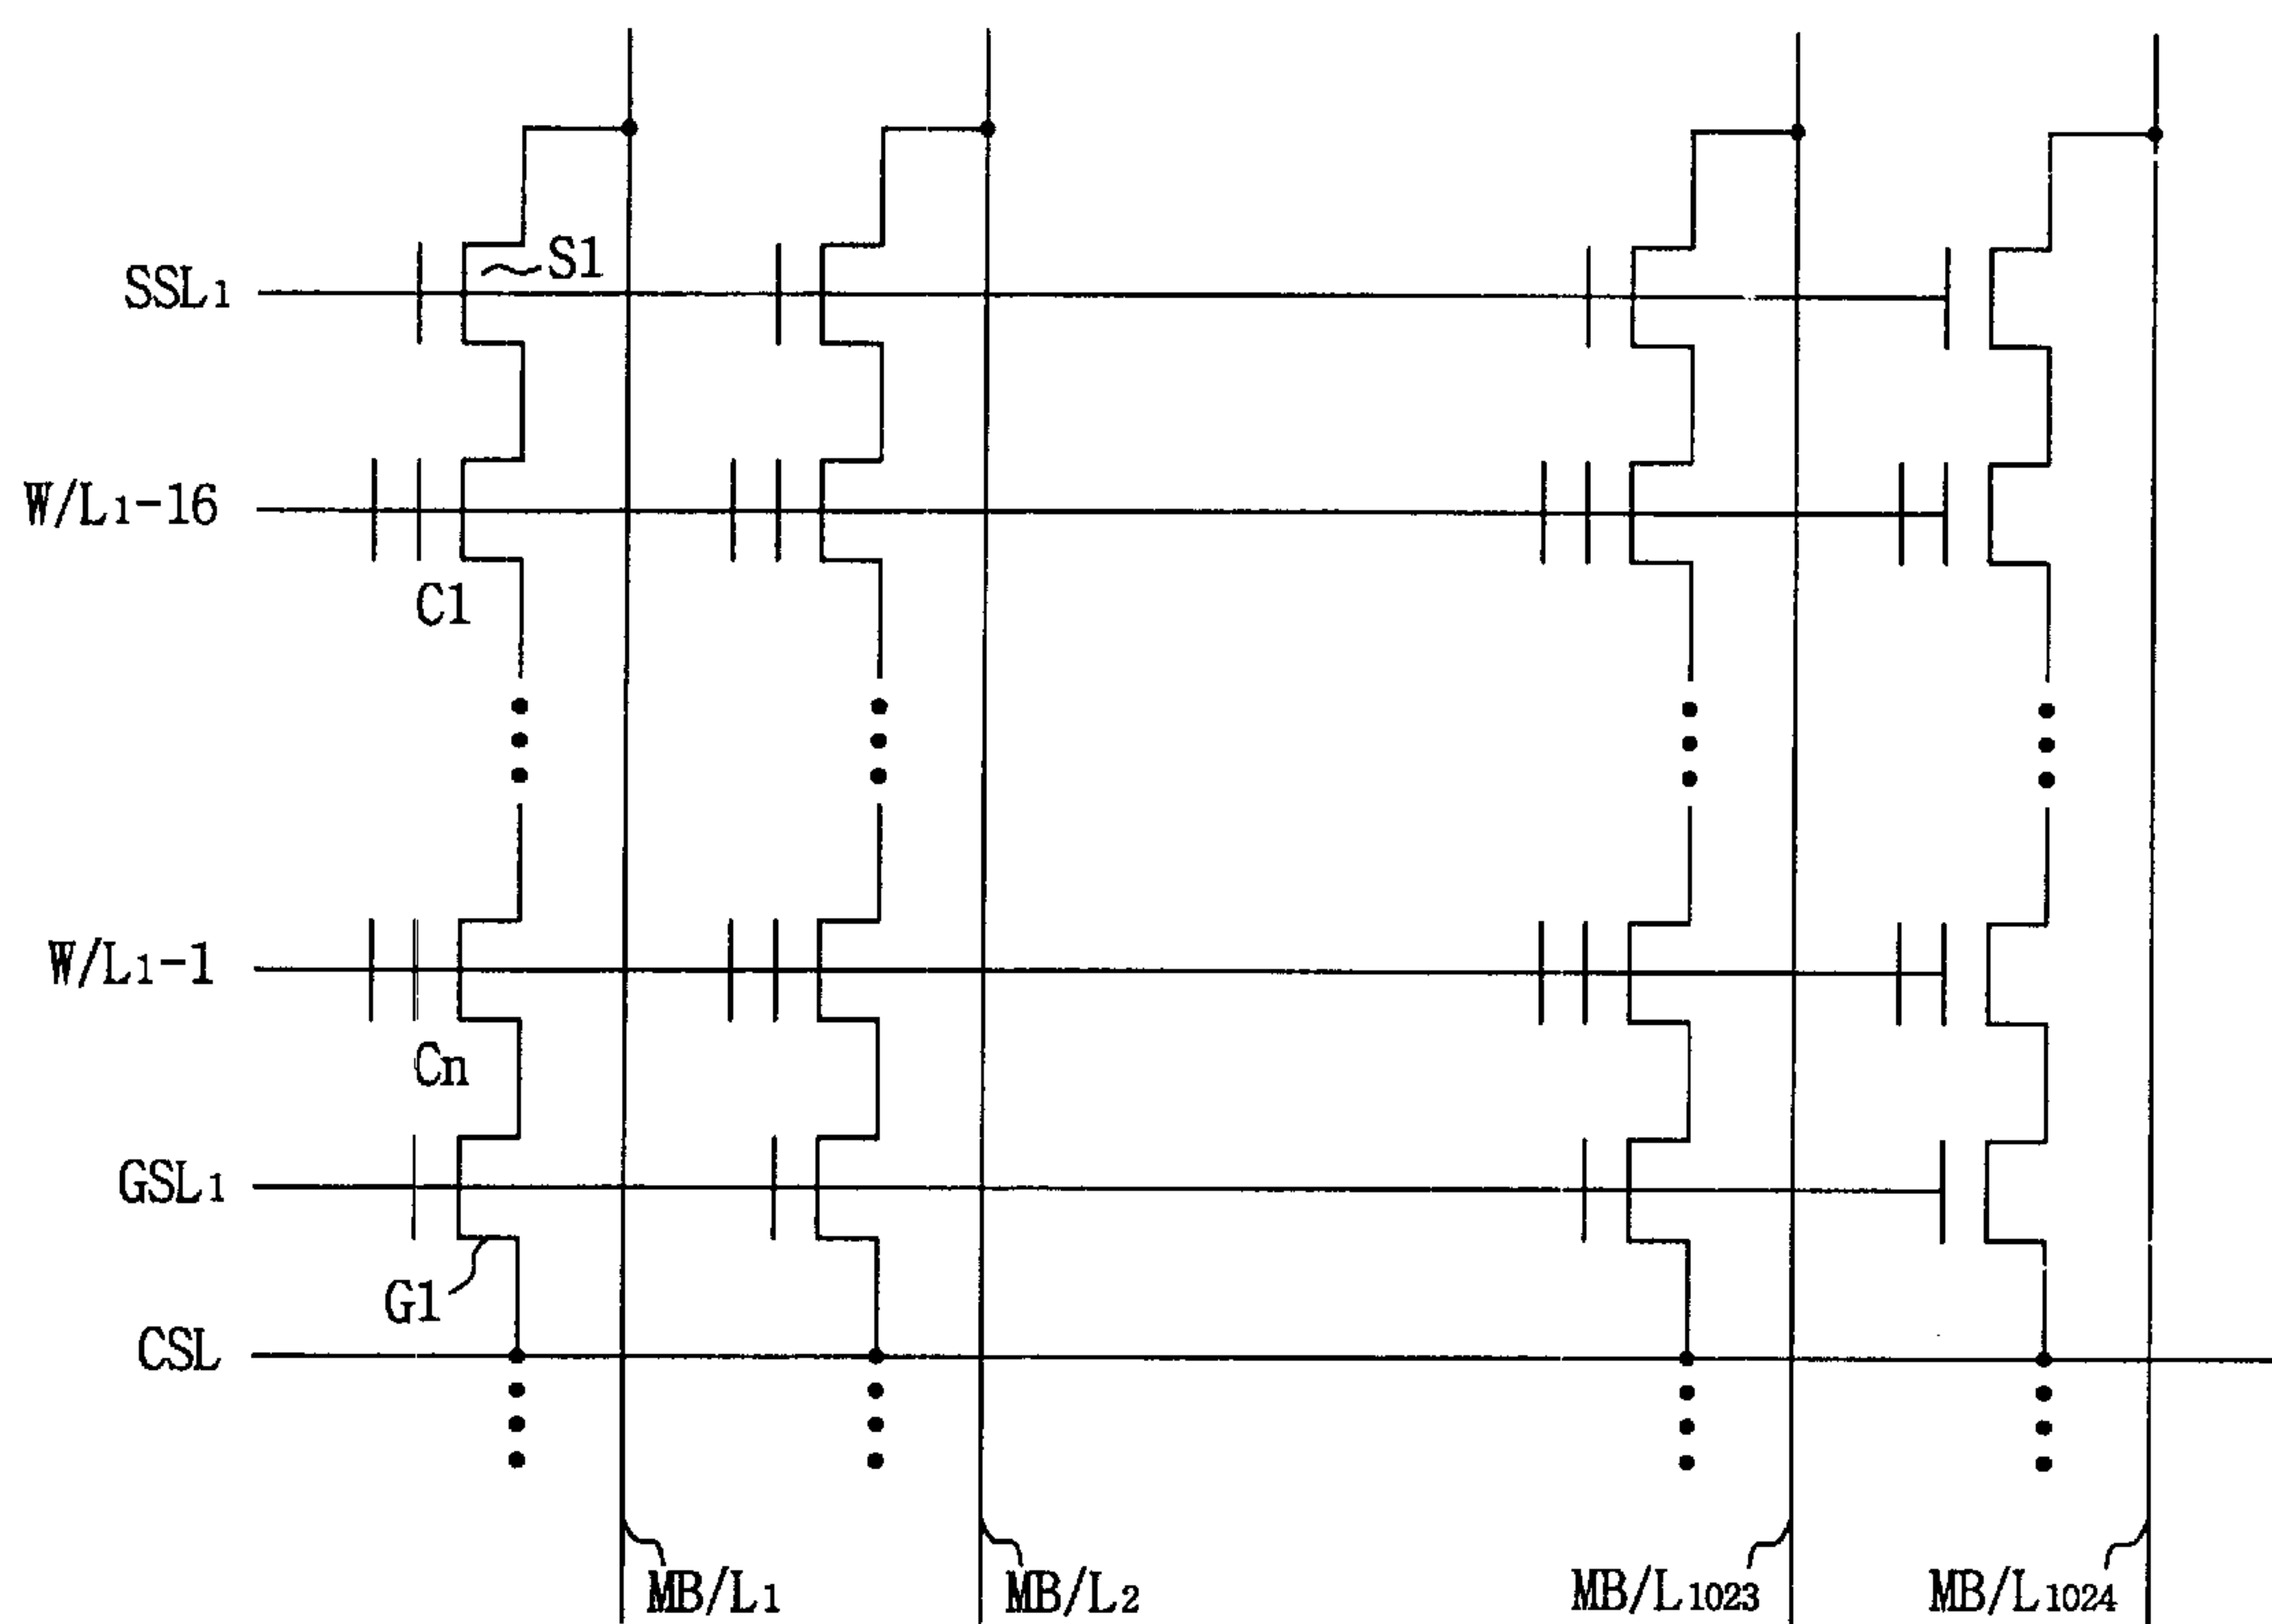 S1
SSL1
W/L1-16
C1
W/L1-1
Cn
GSL1
G1
CSL
MB/L1
MB/L2
MB/L1023
MB/L1024